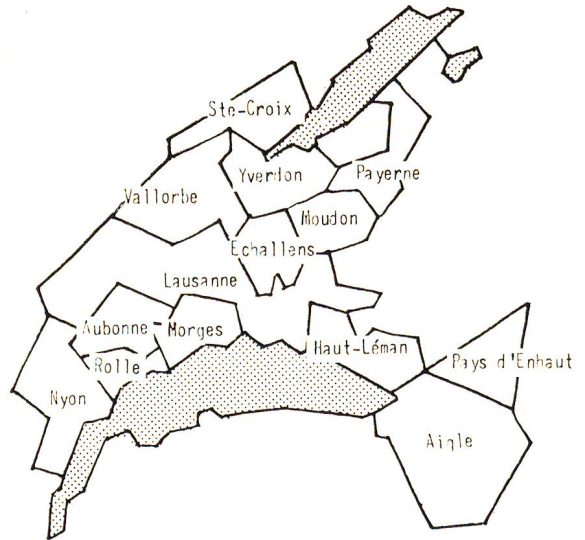 Ste-Croix
Yverdon
Payerne
Vallorbe
Moudon
Echallens
Lausanne
Aubonne
Morges
Haut-Léman
Rolle
Pays d'Enhaut
Nyon
Aigle